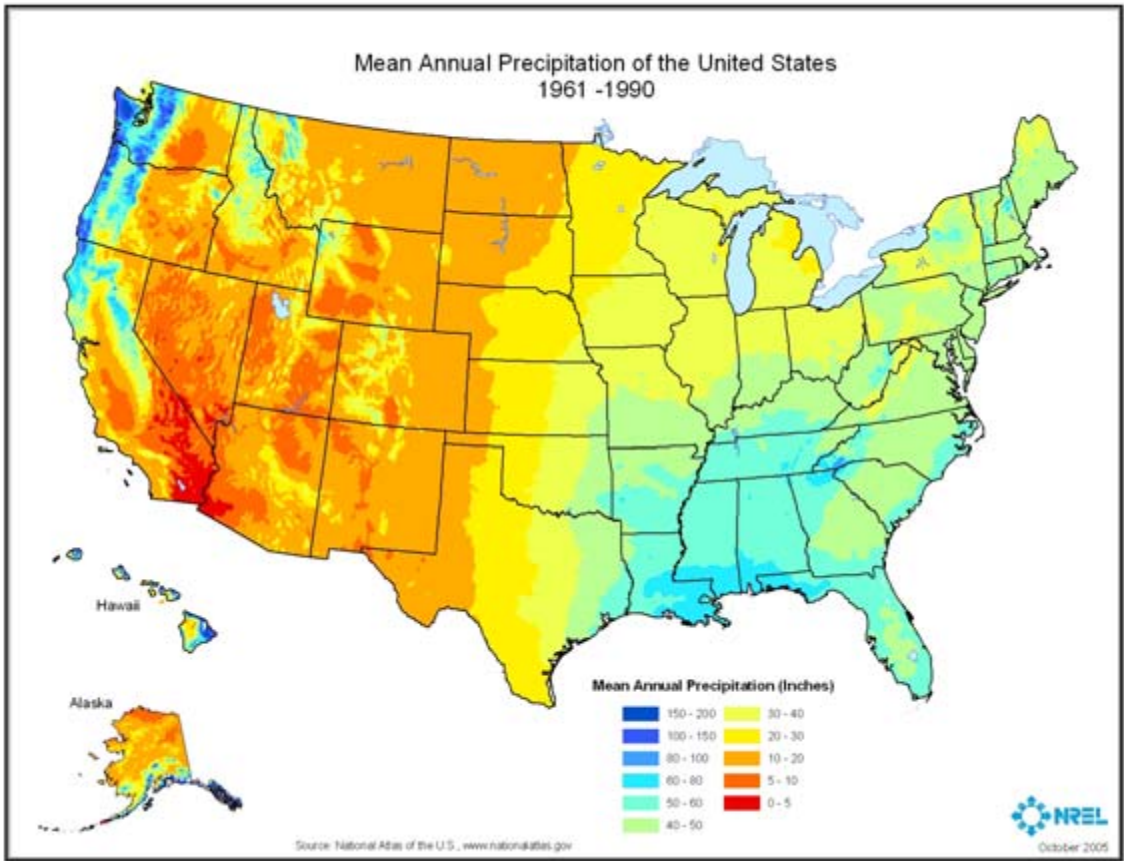 Mean Annual Precipitation of the United States
1961 -1990
Hawaii
Alaska
Mean Annual Precipitation (Inches)
150 - 200
100 - 150
80 - 100
60 - 80
50 - 60
40 - 50
30 - 40
20 - 30
10 - 20
5 - 10
0 - 5
Source: National Atlas of the U.S., www.nationalatlas.gov
NREL
October 2005